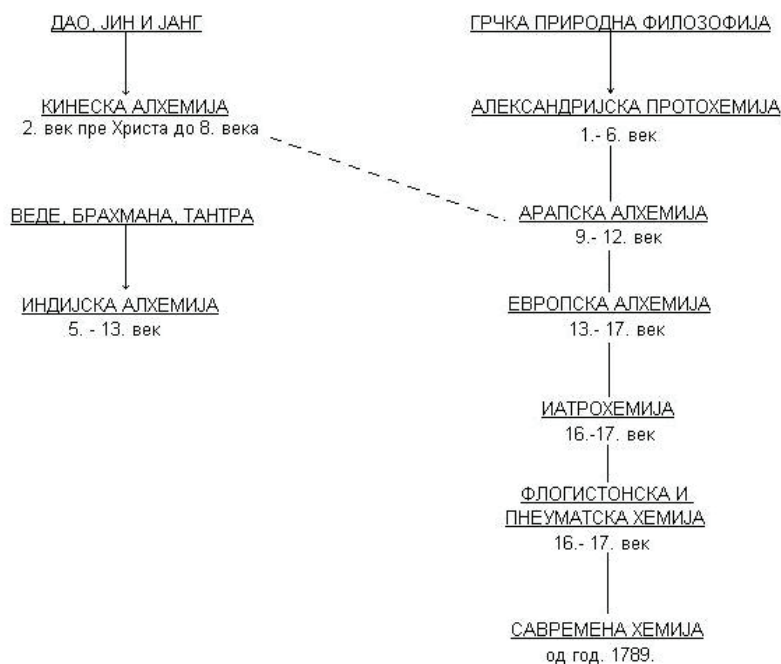 ДАО, ЈИН И ЈАНГ
КИНЕСКА АЛХЕМИЈА
2. век пре Христа до 8. века
ВЕДЕ, БРАХМАНА, ТАНТРА
ИНДИЈСКА АЛХЕМИЈА
5. - 13. век
ГРЧКА ПРИРОДНА ФИЛОЗОФИЈА
АЛЕКСАНДРИЈСКА ПРОТОХЕМИЈА
1.- 6. век
АРАПСКА АЛХЕМИЈА
9.- 12. век
ЕВРОПСКА АЛХЕМИЈА
13.- 17. век
ИАТРОХЕМИЈА
16.-17. век
ФЛОГИСТОНСКА И
ПНЕУМАТСКА ХЕМИЈА
16.- 17. век
САВРЕМЕНА ХЕМИЈА
од год. 1789.